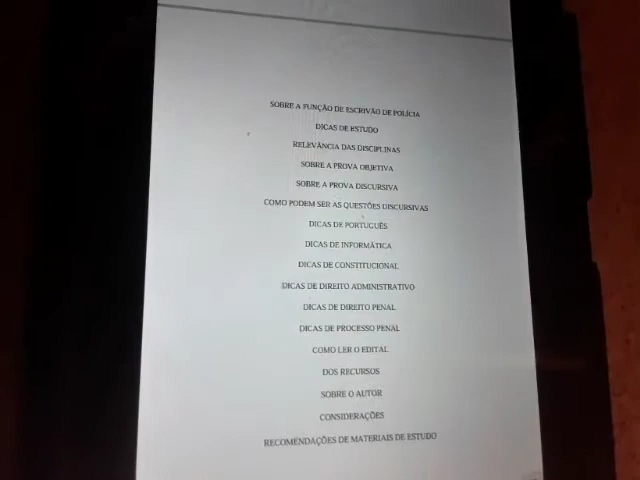 SOBRE A FUNÇÃO DE ESCRIVÃO DE POLÍCIA
DICAS DE ESTUDO
RELEVÂNCIA DAS DISCIPLINAS
SOBRE A PROVA OBJETIVA
SOBRE A PROVA DISCURSIVA
COMO PODEM SER AS QUESTÕES DISCURSIVAS
DICAS DE PORTUGUÊS
DICAS DE INFORMÁTICA
DICAS DE CONSTITUCIONAL
DICAS DE DIREITO ADMINISTRATIVO
DICAS DE DIREITO PENAL
DICAS DE PROCESSO PENAL
COMO LER O EDITAL
DOS RECURSOS
SOBRE O AUTOR
CONSIDERAÇÕES
RECOMENDAÇÕES DE MATERIAIS DE ESTUDO